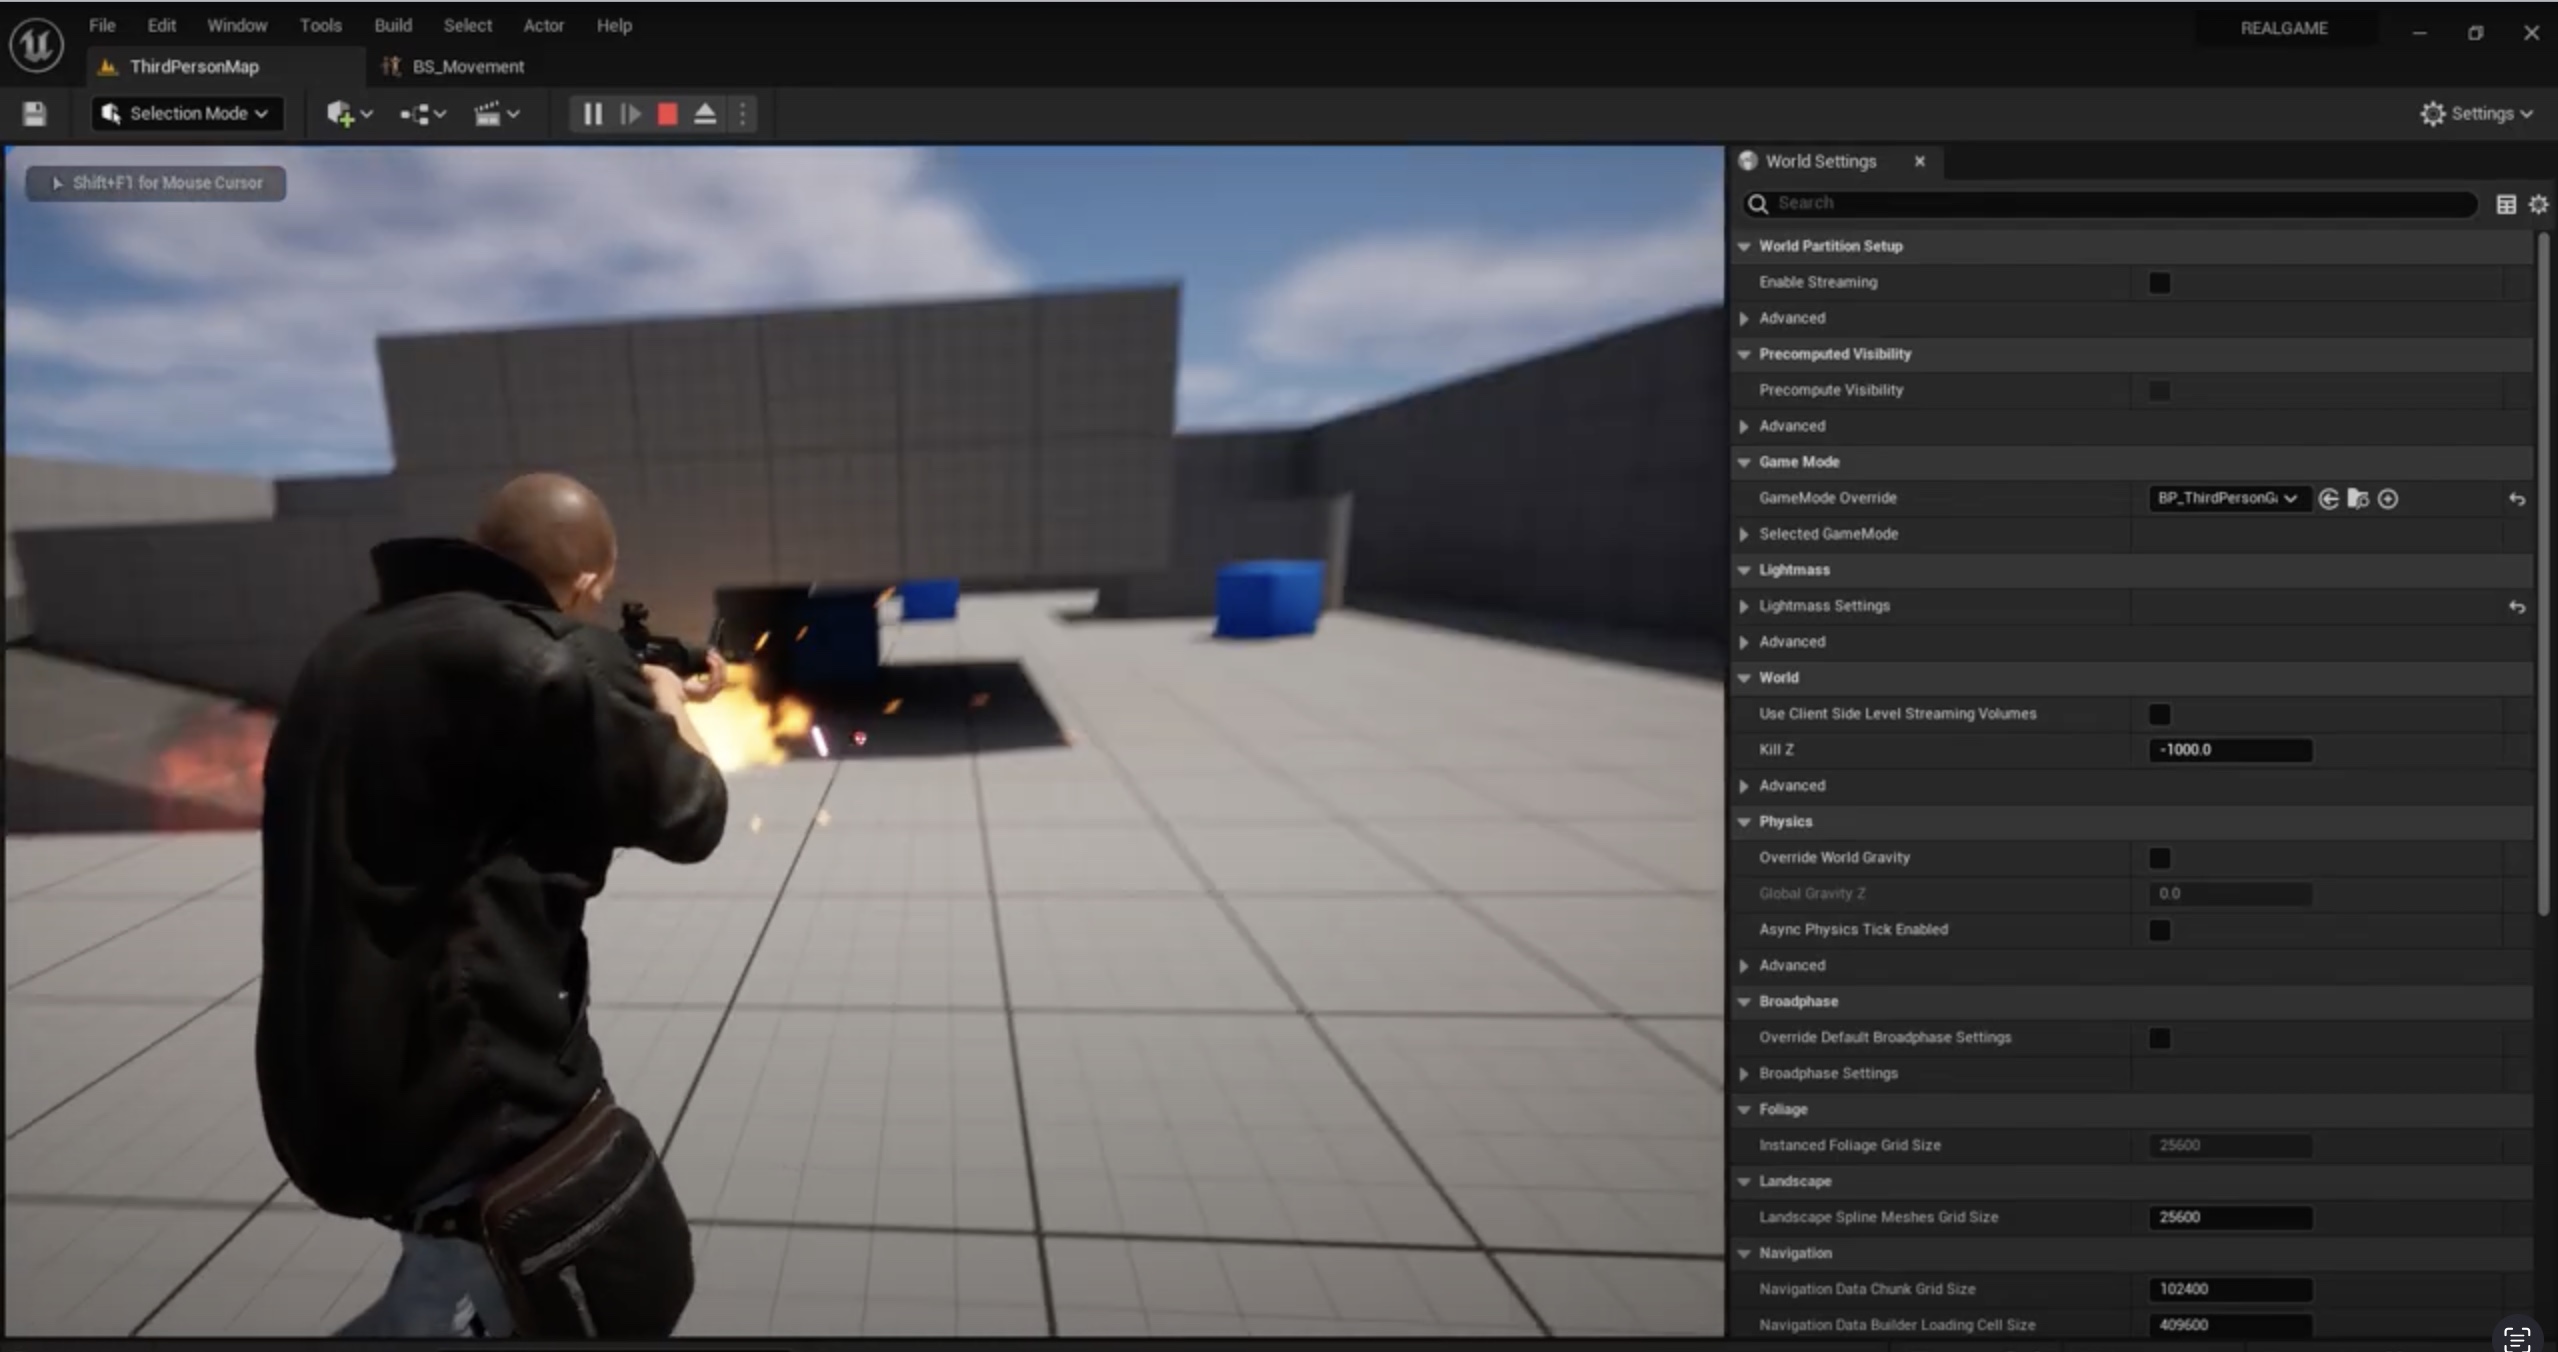 File Edit Window Tools Build Select Actor Help
REALGAME
ThirdPersonMap
BS_Movement
Selection Mode
Settings
Shift+F1 for Mouse Cursor
World Settings
Search
World Partition Setup
Enable Streaming
Advanced
Precomputed Visibility
Precompute Visibility
Advanced
Game Mode
GameMode Override BP_ThirdPersonGa
Selected GameMode
Lightmass
Lightmass Settings
Advanced
World
Use Client Side Level Streaming Volumes
Kill Z -1000.0
Advanced
Physics
Override World Gravity
Global Gravity Z 0.0
Async Physics Tick Enabled
Advanced
Broadphase
Override Default Broadphase Settings
Broadphase Settings
Foliage
Instanced Foliage Grid Size 25600
Landscape
Landscape Spline Meshes Grid Size 25600
Navigation
Navigation Data Chunk Grid Size 102400
Navigation Data Builder Loading Cell Size 409600